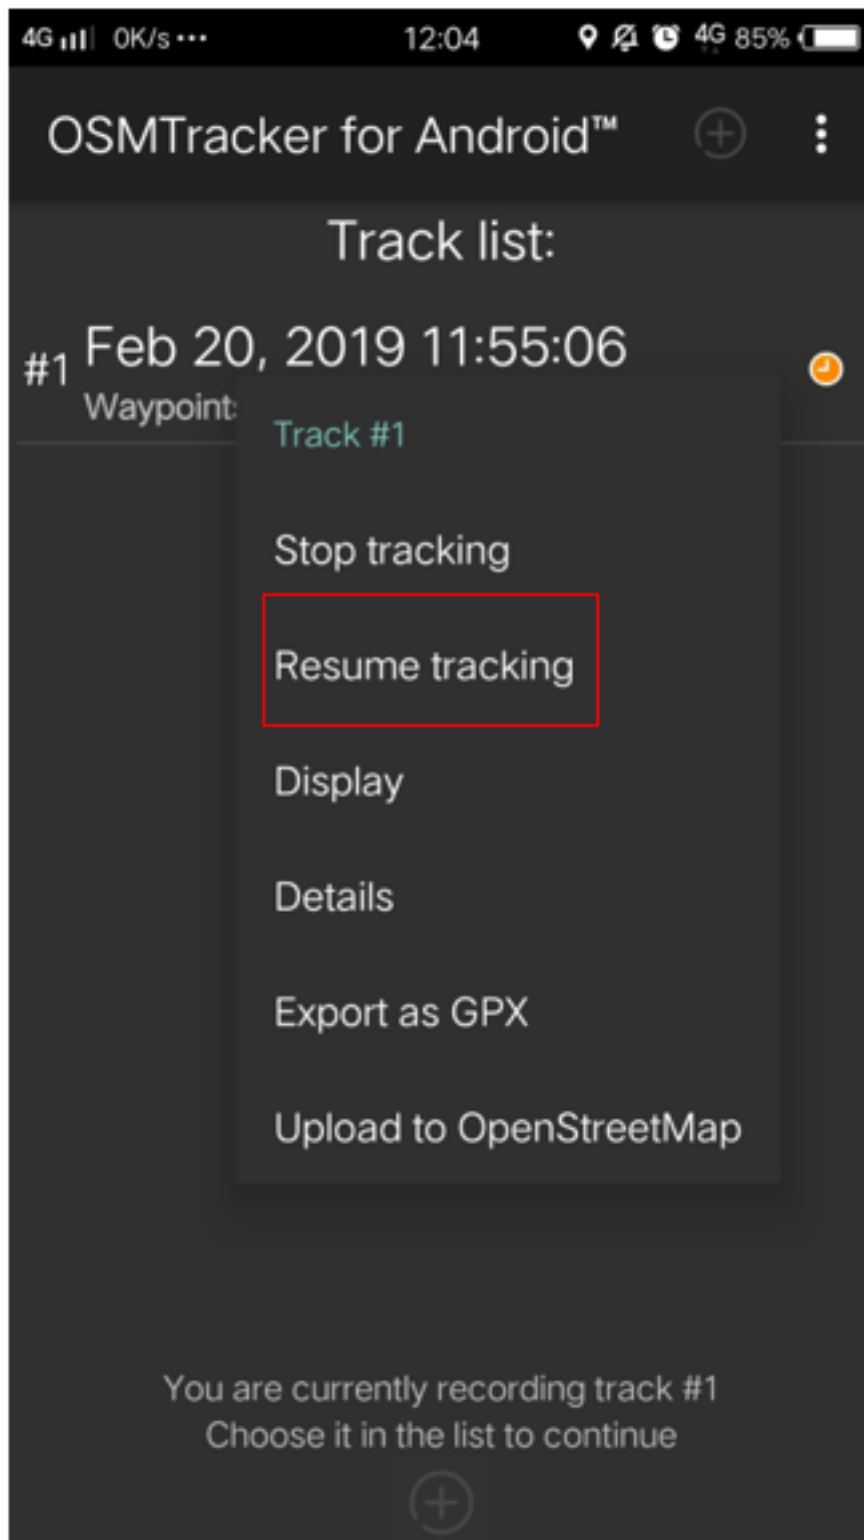 4G 0K/s ••• 12:04 4G 85%
OSMTracker for Android™
Track list:
#1 Feb 20, 2019 11:55:06
Waypoint
Track #1
Stop tracking
Resume tracking
Display
Details
Export as GPX
Upload to OpenStreetMap
You are currently recording track #1
Choose it in the list to continue